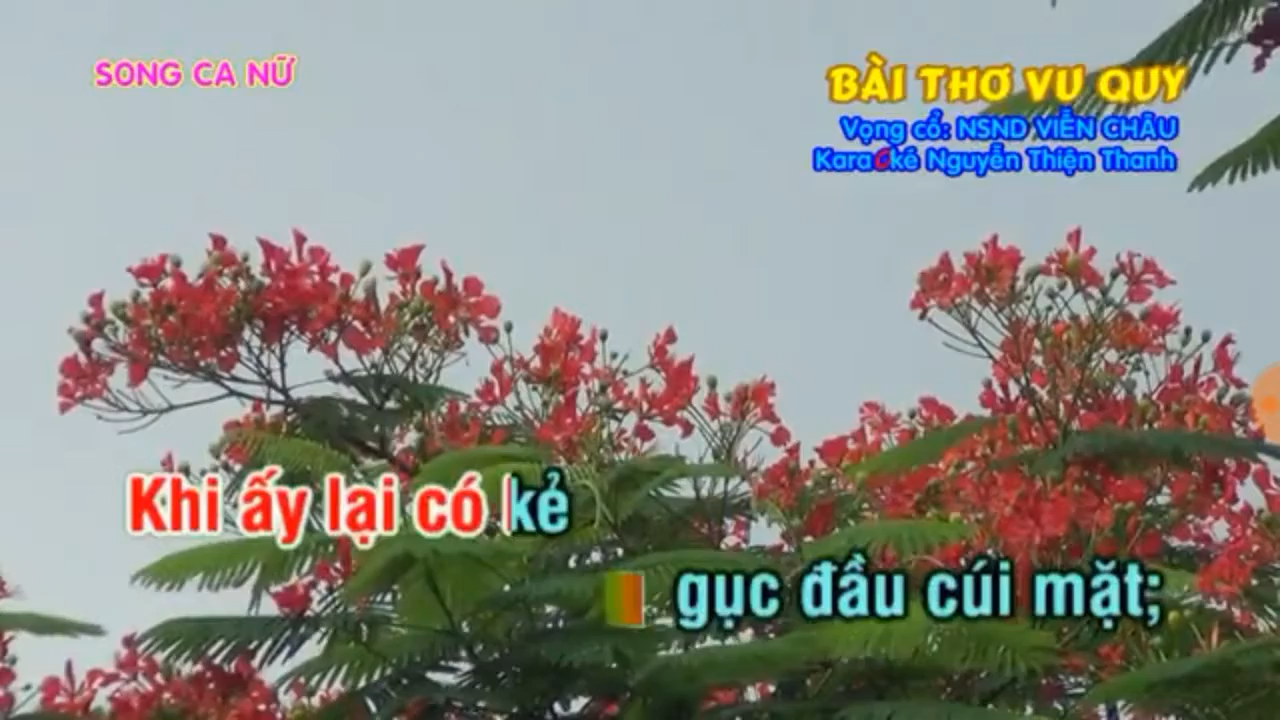 SONG CA NỮ
BÀI THƠ VU QUY
Vọng cổ: NSND VIỄN CHÂU
KaraOkê Nguyễn Thiện Thanh
Khi ấy lại có kẻ
gục đầu cúi mặt;